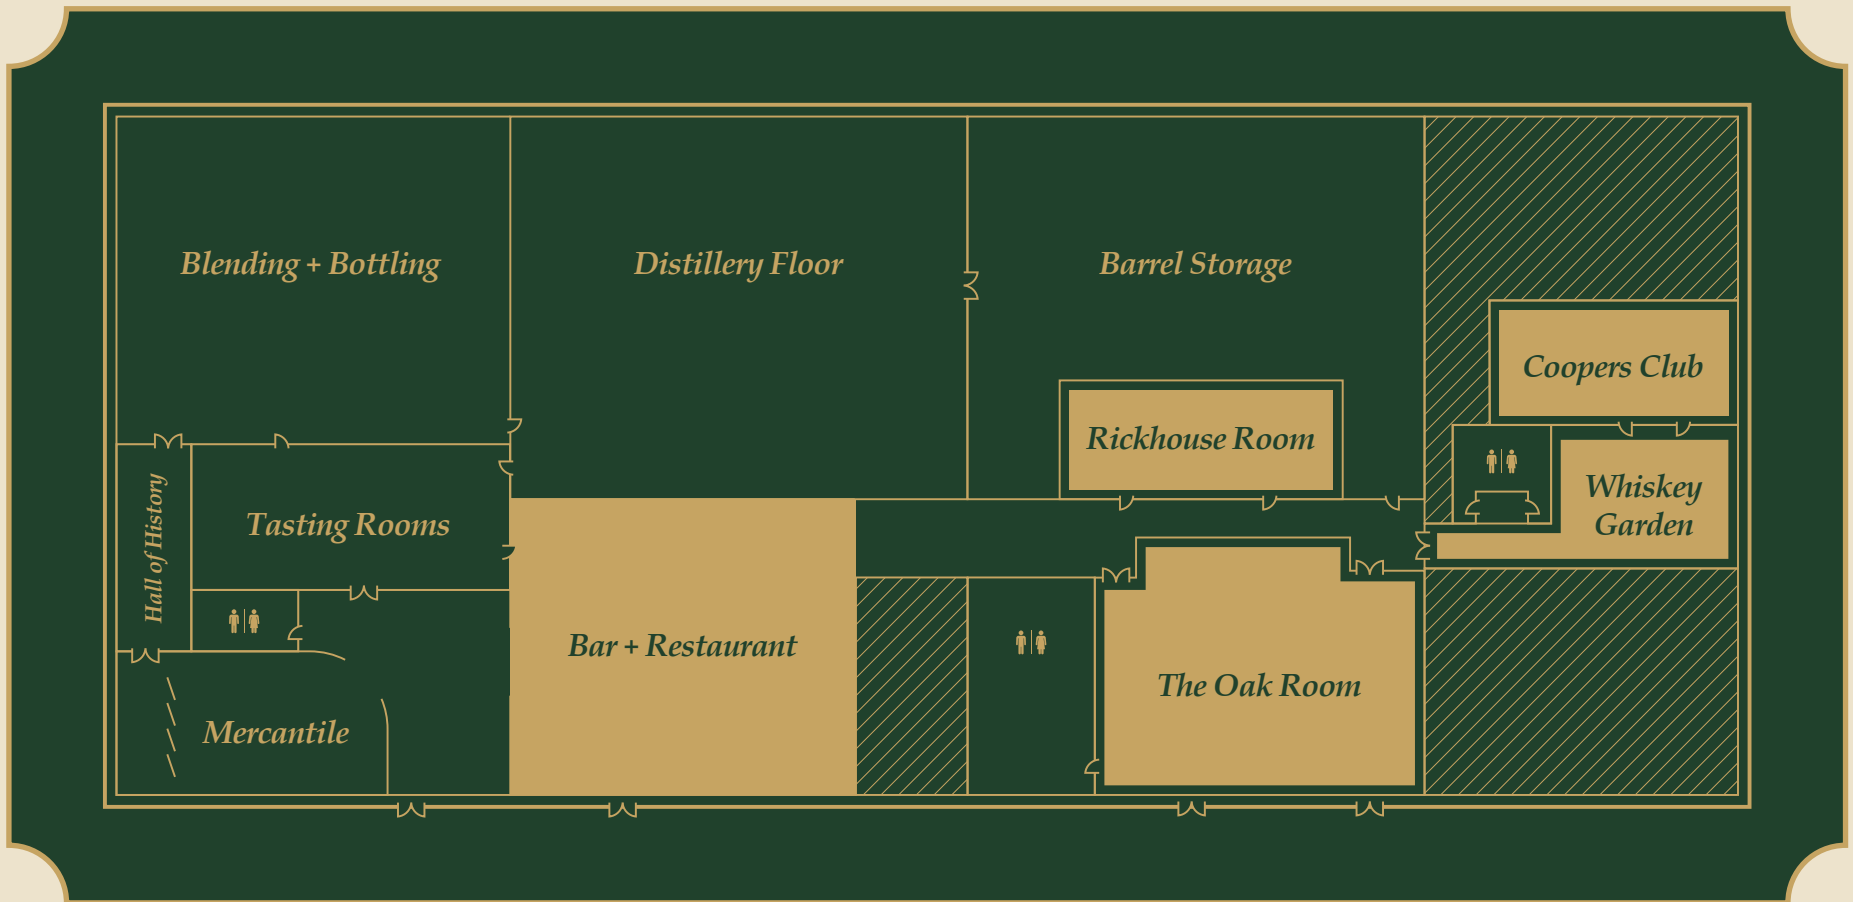 Blending + Bottling
Distillery Floor
Barrel Storage
Coopers Club
Rickhouse Room
Whiskey
Garden
Hall of History
Tasting Rooms
Bar + Restaurant
The Oak Room
Mercantile